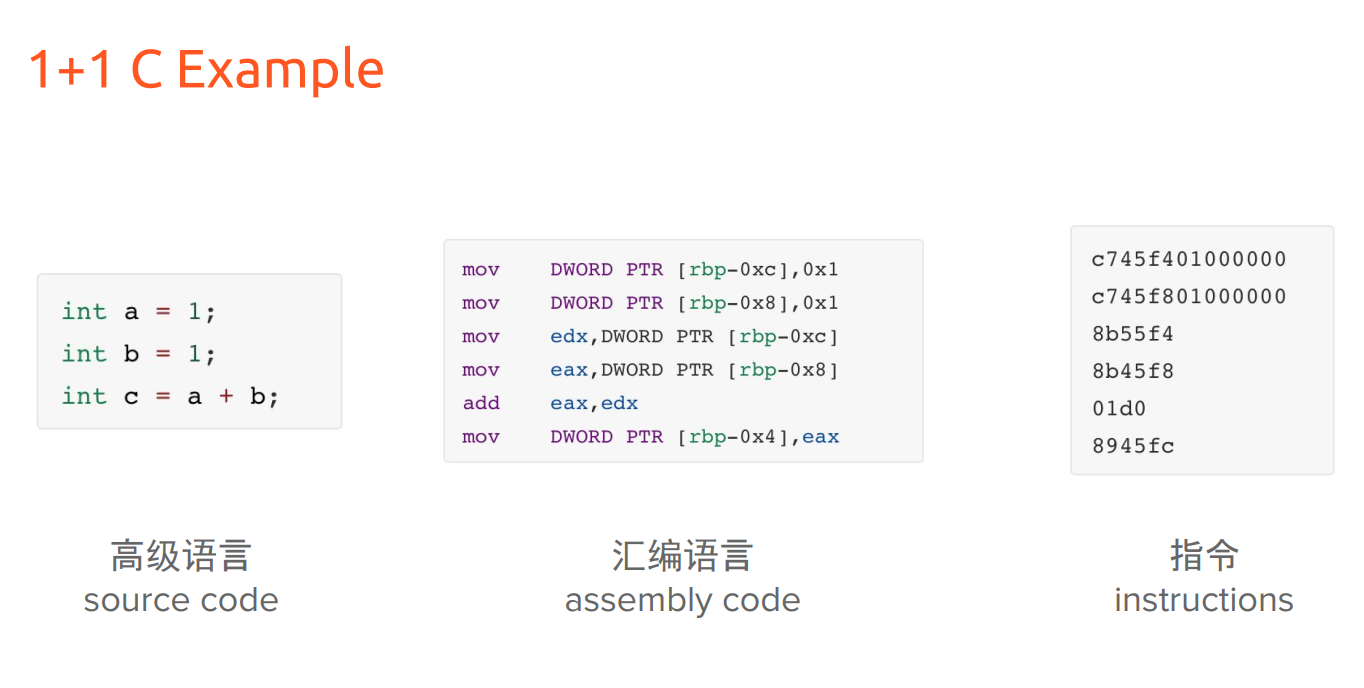 1+1 C Example
int a = 1;
int b = 1;
int c = a + b;
高级语言
source code
mov DWORD PTR [rbp-0xc],0x1
mov DWORD PTR [rbp-0x8],0x1
mov edx,DWORD PTR [rbp-0xc]
mov eax,DWORD PTR [rbp-0x8]
add eax,edx
mov DWORD PTR [rbp-0x4],eax
汇编语言
assembly code
c745f401000000
c745f801000000
8b55f4
8b45f8
01d0
8945fc
指令
instructions